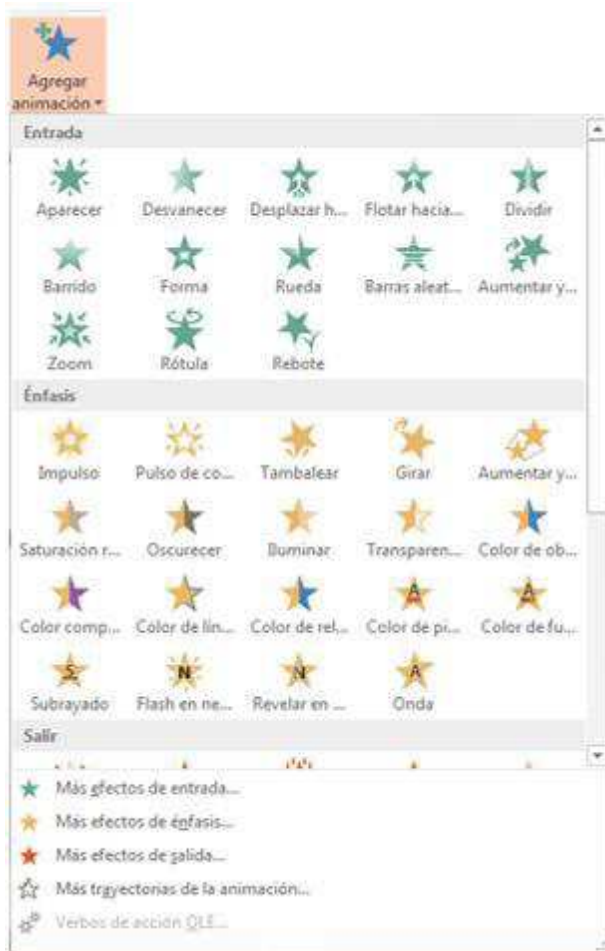 Agregar
animación
Entrada
Aparecer Desvanecer Desplazar h... Flotar hacia... Dividir
Barrido Forma Rueda Barras aleat... Aumentar y...
Zoom Rótula Rebote
Énfasis
Impulso Pulso de co... Tambalear Girar Aumentar y...
Saturación r... Oscurecer Iluminar Transparen... Color de ob...
Color comp... Color de lín... Color de rel... Color de pi... Color de fu...
Subrayado Flash en ne... Revelar en ... Onda
Salir
Más efectos de entrada...
Más efectos de énfasis...
Más efectos de salida...
Más trayectorias de la animación...
Verbos de acción OLE...